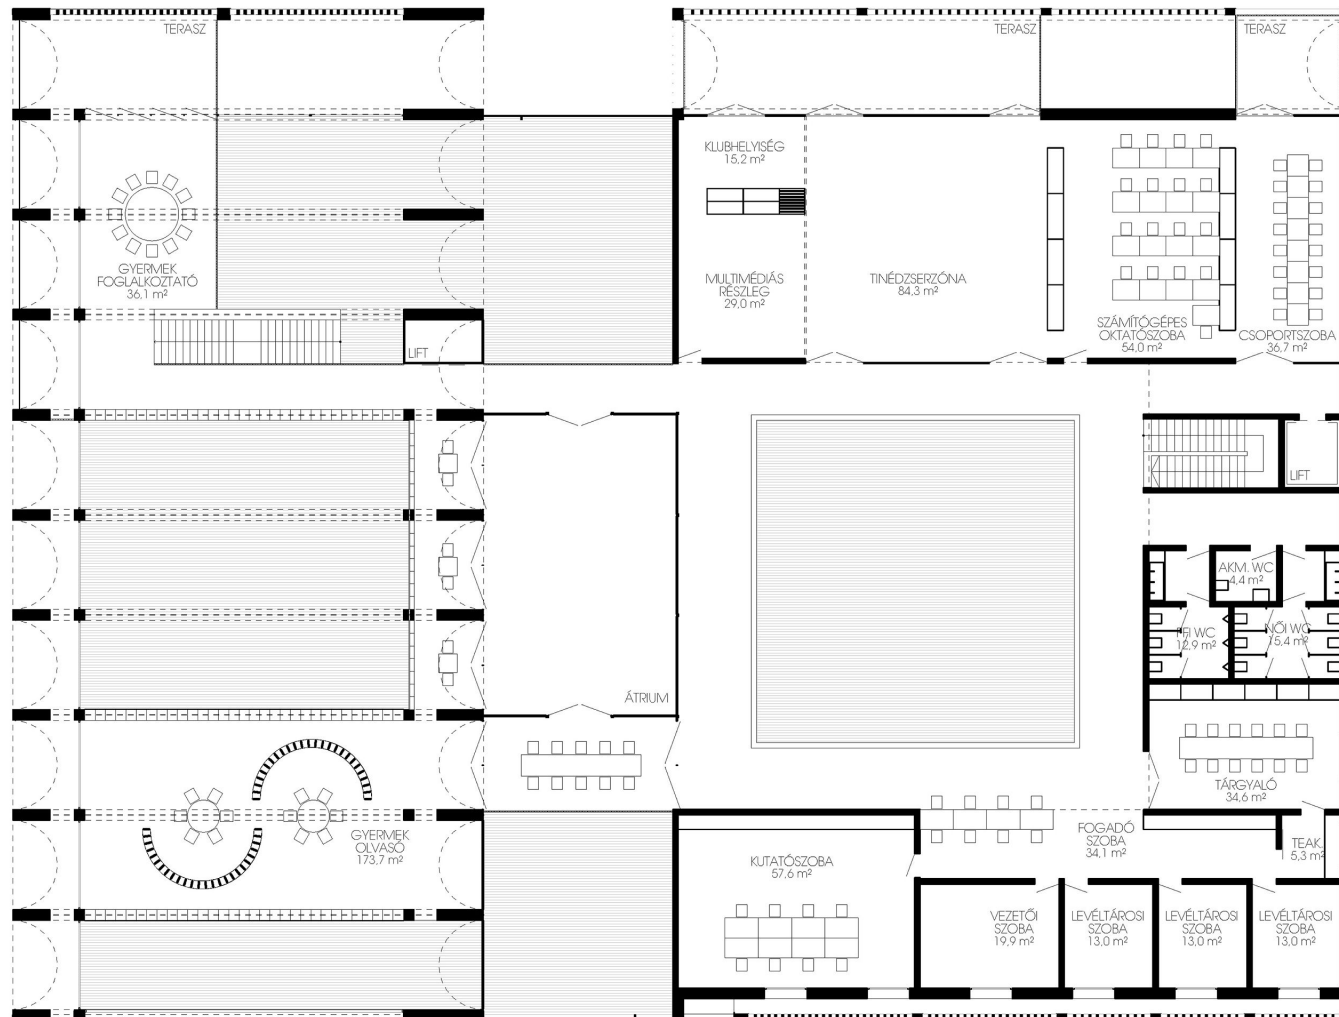 TERASZ
TERASZ
TERASZ
KLUBHELYISÉG
15,2 m²
GYERMEK
FOGLALKOZTATÓ
36,1 m²
MULTIMÉDIÁS
RÉSZLEG
29,0 m²
TINÉDZSERZÓNA
84,3 m²
SZÁMÍTÓGÉPES
OKTATÓSZOBA
54,0 m²
CSOPORTSZOBA
36,7 m²
LIFT
LIFT
AKM. WC
4,4 m²
FFI WC
12,9 m²
NŐI WC
15,4 m²
ÁTRIUM
TÁRGYALÓ
34,6 m²
GYERMEK
OLVASÓ
173,7 m²
KUTATÓSZOBA
57,6 m²
FOGADÓ
SZOBA
34,1 m²
TEAK.
5,3 m²
VEZETŐI
SZOBA
19,9 m²
LEVÉLTÁROSI
SZOBA
13,0 m²
LEVÉLTÁROSI
SZOBA
13,0 m²
LEVÉLTÁROSI
SZOBA
13,0 m²